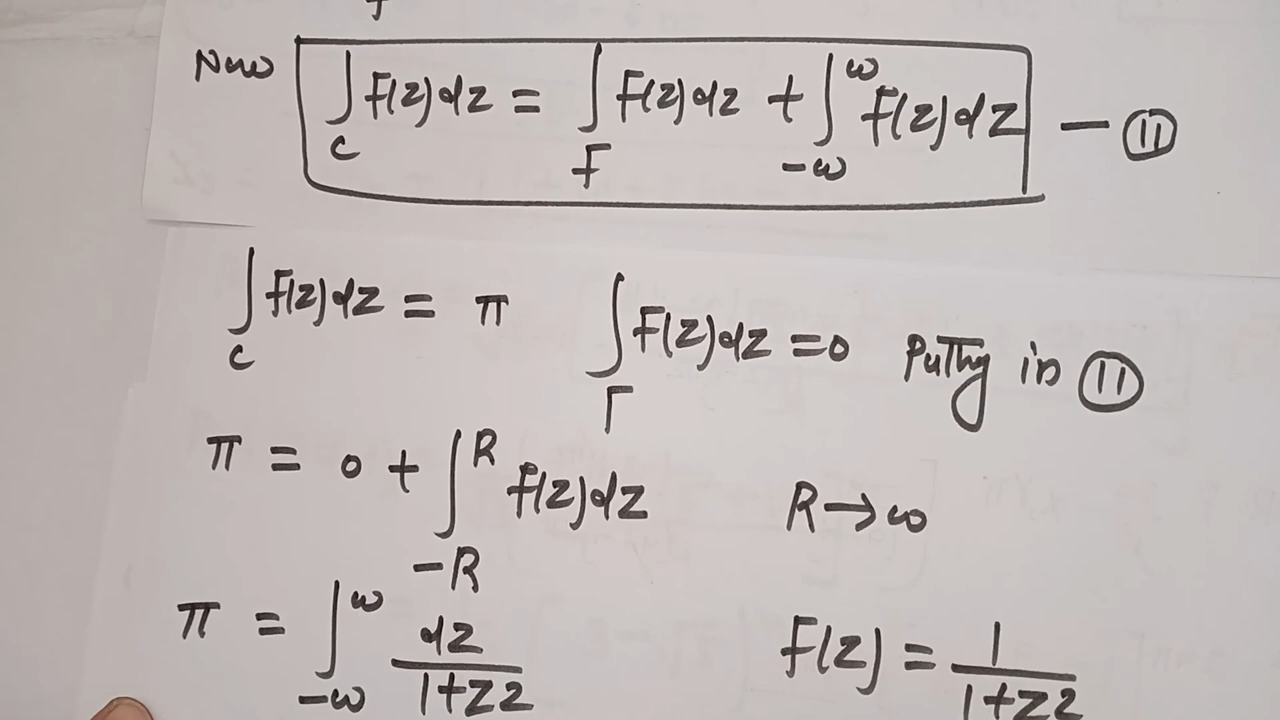 Now ∫_C F(z)dz = ∫_Γ F(z)dz + ∫_{-∞}^{∞} F(z)dz — (11)
∫_C F(z)dz = π ∫_Γ F(z)dz = 0 Putting in (11)
π = 0 + ∫_{-R}^{R} F(z)dz R→∞
π = ∫_{-∞}^{∞} dz/(1+z2) F(z) = 1/(1+z2)